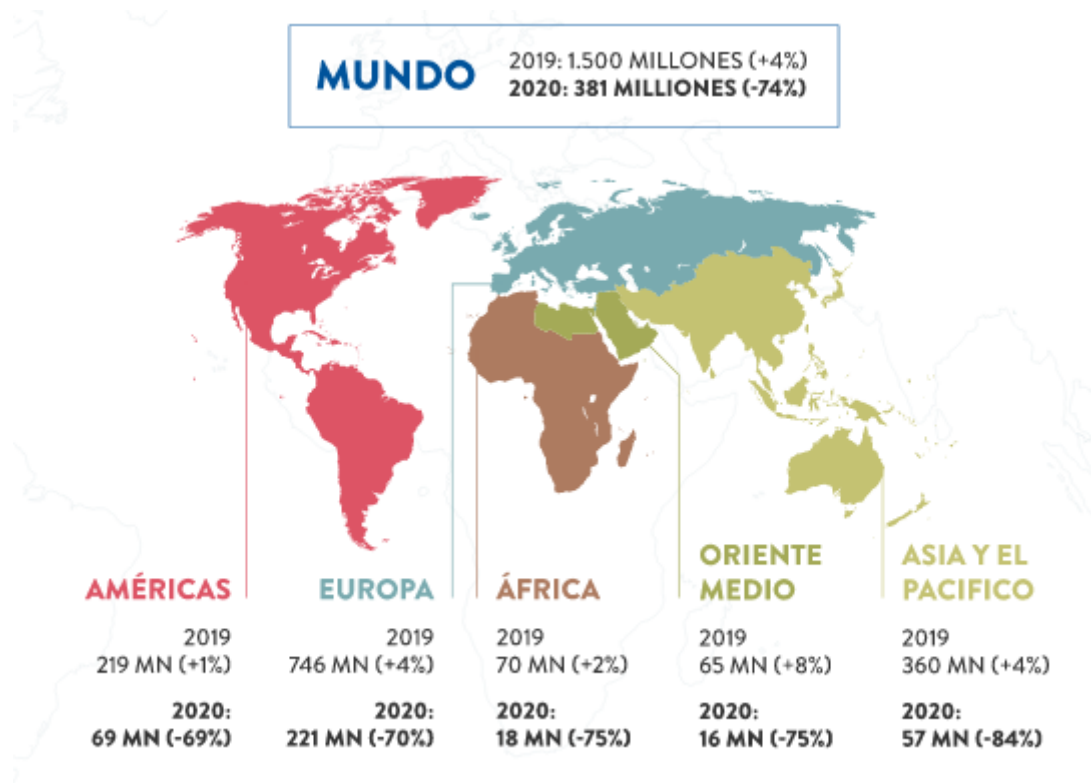 MUNDO
2019: 1.500 MILLONES (+4%)
2020: 381 MILLIONES (-74%)
AMÉRICAS
2019
219 MN (+1%)
2020:
69 MN (-69%)
EUROPA
2019
746 MN (+4%)
2020:
221 MN (-70%)
ÁFRICA
2019
70 MN (+2%)
2020:
18 MN (-75%)
ORIENTE
MEDIO
2019
65 MN (+8%)
2020:
16 MN (-75%)
ASIA Y EL
PACIFICO
2019
360 MN (+4%)
2020:
57 MN (-84%)